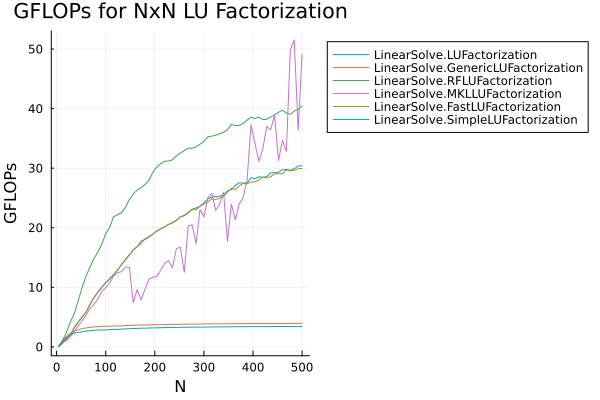 GFLOPs for NxN LU Factorization
LinearSolve.LUFactorization
LinearSolve.GenericLUFactorization
LinearSolve.RFLUFactorization
LinearSolve.MKLLUFactorization
LinearSolve.FastLUFactorization
LinearSolve.SimpleLUFactorization
GFLOPs
50
40
30
20
10
0
0 100 200 300 400 500
N